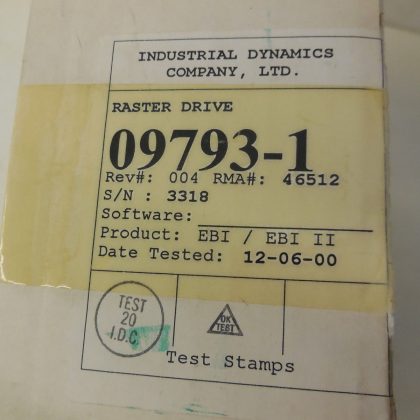 INDUSTRIAL DYNAMICS
COMPANY, LTD.
RASTER DRIVE
09793-1
Rev#: 004 RMA#: 46512
S/N : 3318
Software:
Product: EBI / EBI II
Date Tested: 12-06-00
TEST
20
I.D.C.
OK
TEST
Test Stamps